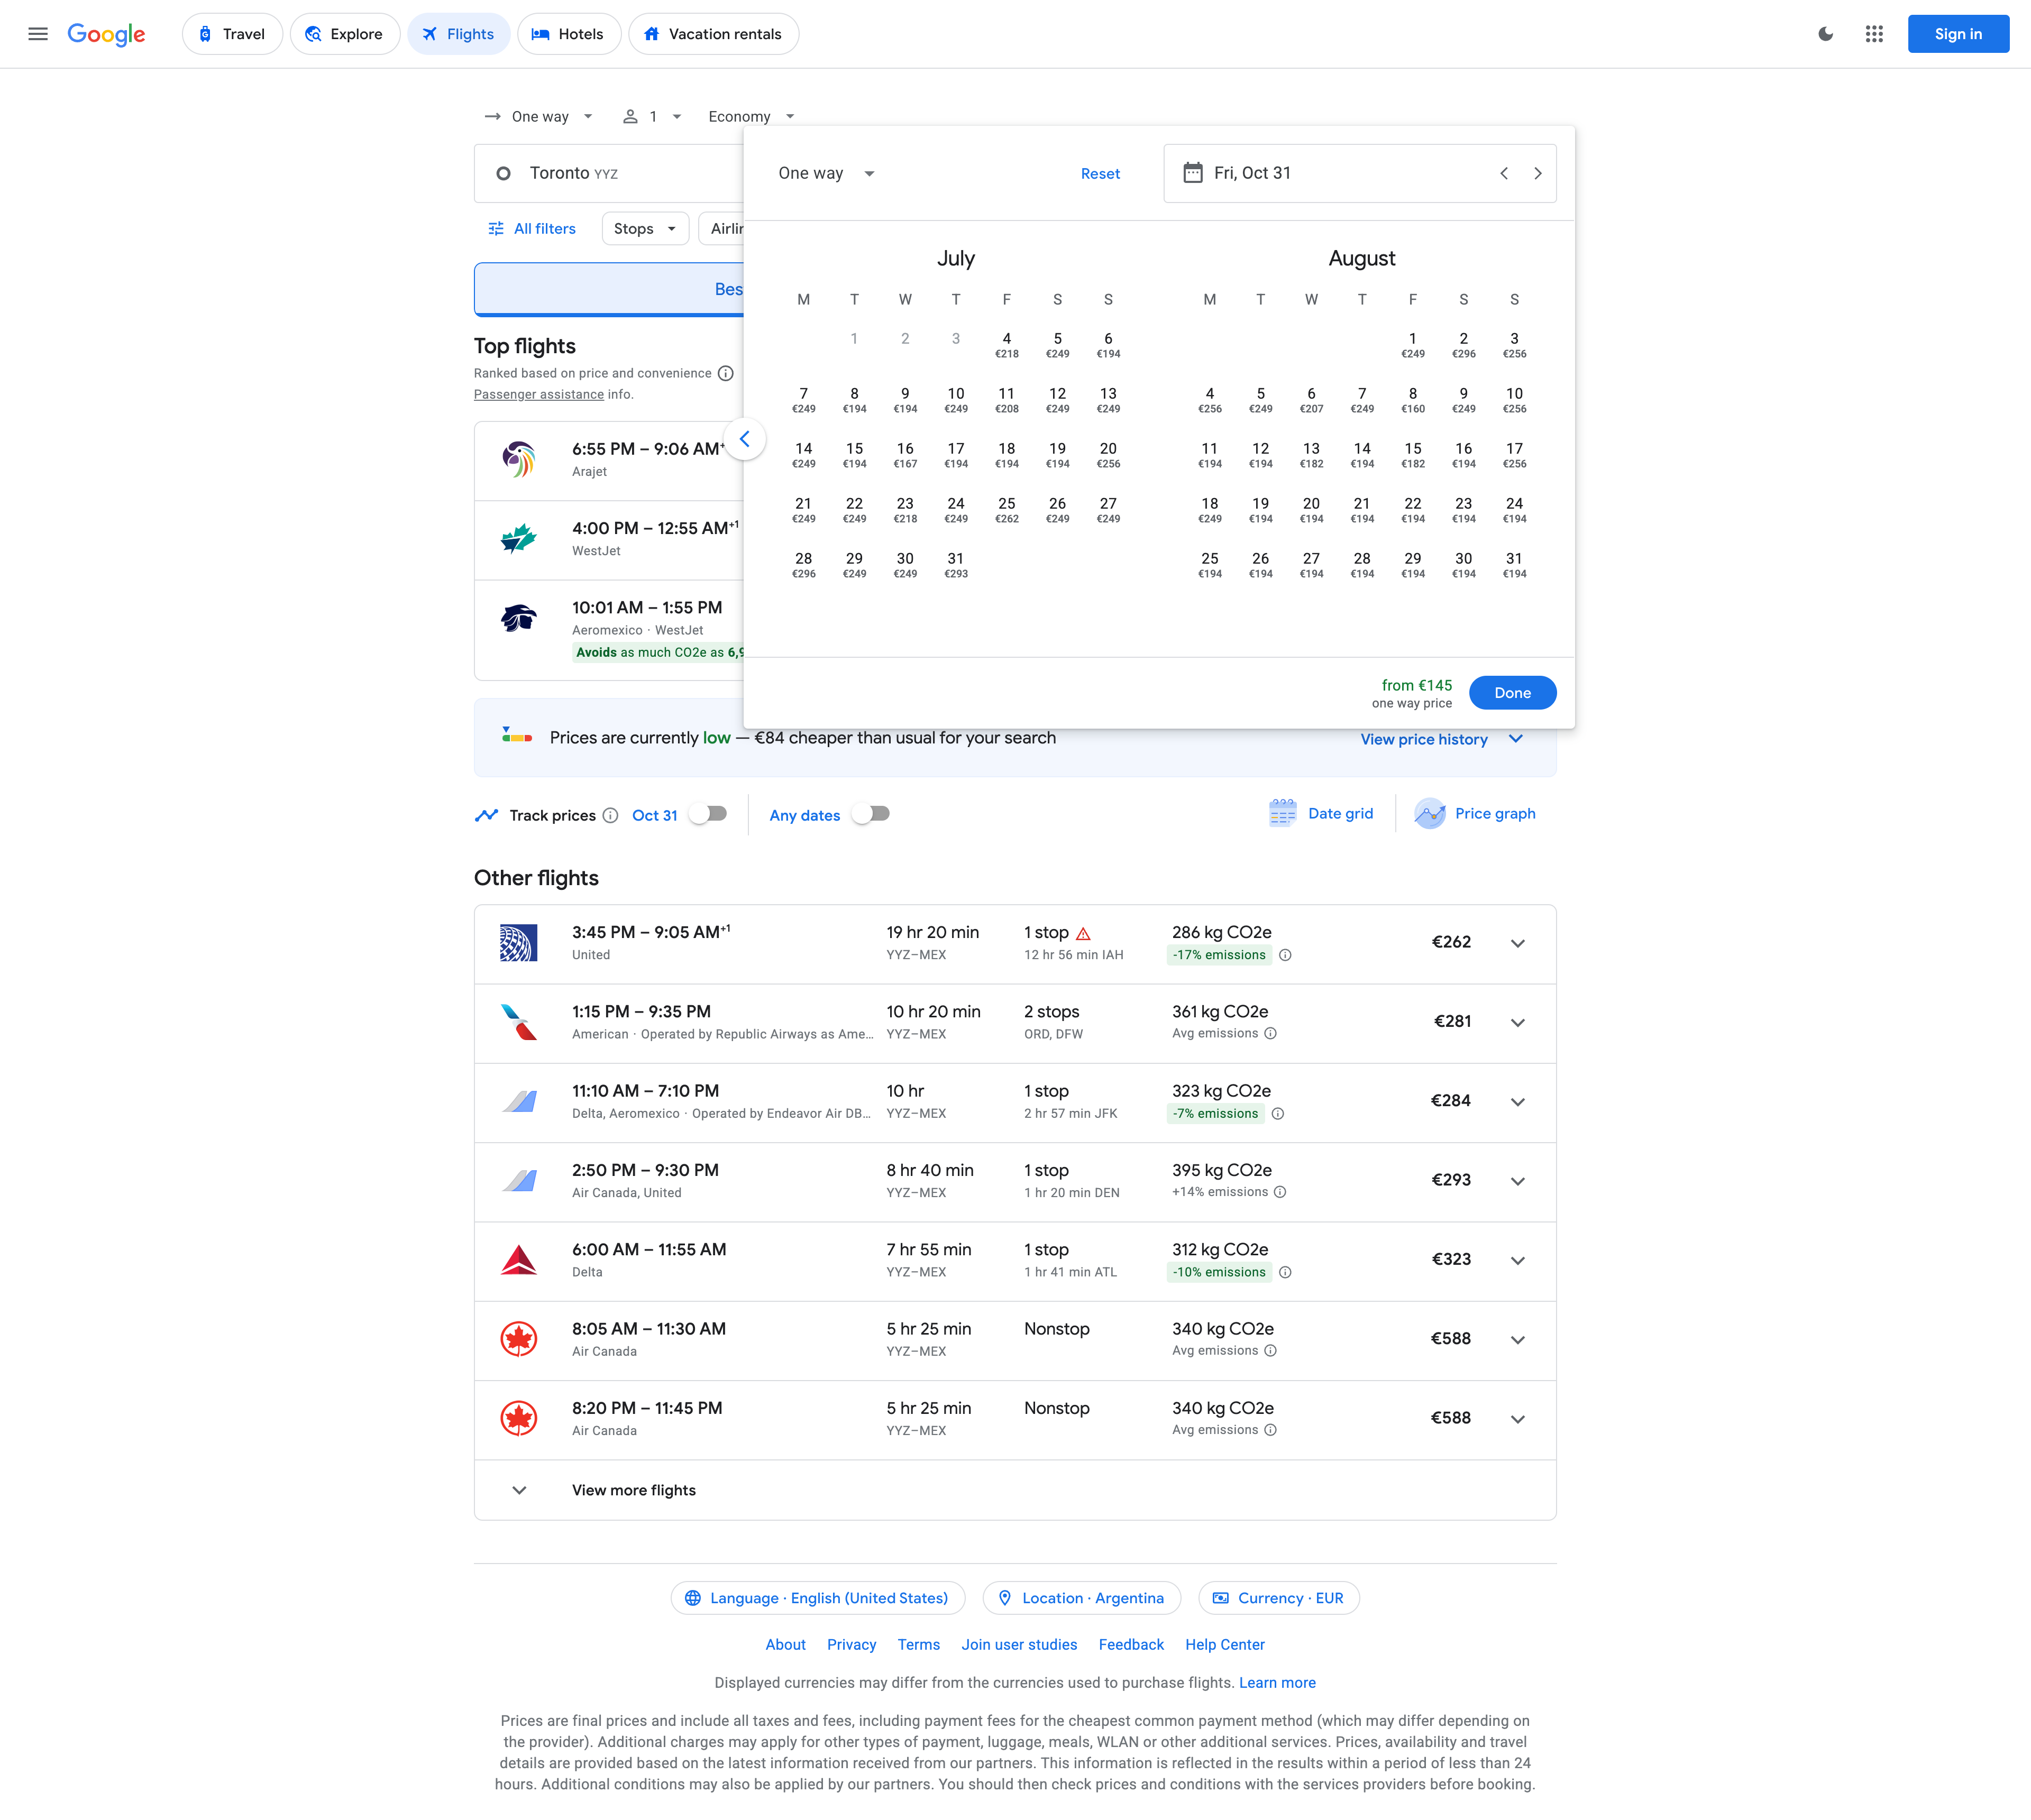 Google
Travel
Explore
Flights
Hotels
Vacation rentals
Sign in
One way
1
Economy
Toronto YYZ
All filters
Stops
Top flights
Ranked based on price and convenience
Passenger assistance info.
6:55 PM – 9:06 AM
Arajet
4:00 PM – 12:55 AM+1
WestJet
10:01 AM – 1:55 PM
Aeromexico · WestJet
Avoids as much CO2e as
One way
Reset
Fri, Oct 31
July
M T W T F S S
1 2 3 4 5 6
€218 €249 €194
7 8 9 10 11 12 13
€249 €194 €194 €249 €208 €249 €249
14 15 16 17 18 19 20
€249 €194 €167 €194 €194 €194 €256
21 22 23 24 25 26 27
€249 €249 €218 €249 €262 €249 €249
28 29 30 31
€296 €249 €249 €293
August
M T W T F S S
1 2 3
€249 €296 €256
4 5 6 7 8 9 10
€256 €249 €207 €249 €160 €249 €256
11 12 13 14 15 16 17
€194 €194 €182 €194 €182 €194 €256
18 19 20 21 22 23 24
€249 €194 €194 €194 €194 €194 €194
25 26 27 28 29 30 31
€194 €194 €194 €194 €194 €194 €194
from €145
one way price
Done
Prices are currently low — €84 cheaper than usual for your search
View price history
Track prices
Oct 31
Any dates
Date grid
Price graph
Other flights
3:45 PM – 9:05 AM+1 19 hr 20 min 1 stop 286 kg CO2e €262
United YYZ–MEX 12 hr 56 min IAH -17% emissions
1:15 PM – 9:35 PM 10 hr 20 min 2 stops 361 kg CO2e €281
American · Operated by Republic Airways as Ame... YYZ–MEX ORD, DFW Avg emissions
11:10 AM – 7:10 PM 10 hr 1 stop 323 kg CO2e €284
Delta, Aeromexico · Operated by Endeavor Air DB... YYZ–MEX 2 hr 57 min JFK -7% emissions
2:50 PM – 9:30 PM 8 hr 40 min 1 stop 395 kg CO2e €293
Air Canada, United YYZ–MEX 1 hr 20 min DEN +14% emissions
6:00 AM – 11:55 AM 7 hr 55 min 1 stop 312 kg CO2e €323
Delta YYZ–MEX 1 hr 41 min ATL -10% emissions
8:05 AM – 11:30 AM 5 hr 25 min Nonstop 340 kg CO2e €588
Air Canada YYZ–MEX Avg emissions
8:20 PM – 11:45 PM 5 hr 25 min Nonstop 340 kg CO2e €588
Air Canada YYZ–MEX Avg emissions
View more flights
Language · English (United States)
Location · Argentina
Currency · EUR
About Privacy Terms Join user studies Feedback Help Center
Displayed currencies may differ from the currencies used to purchase flights. Learn more
Prices are final prices and include all taxes and fees, including payment fees for the cheapest common payment method (which may differ depending on
the provider). Additional charges may apply for other types of payment, luggage, meals, WLAN or other additional services. Prices, availability and travel
details are provided based on the latest information received from our partners. This information is reflected in the results within a period of less than 24
hours. Additional conditions may also be applied by our partners. You should then check prices and conditions with the services providers before booking.